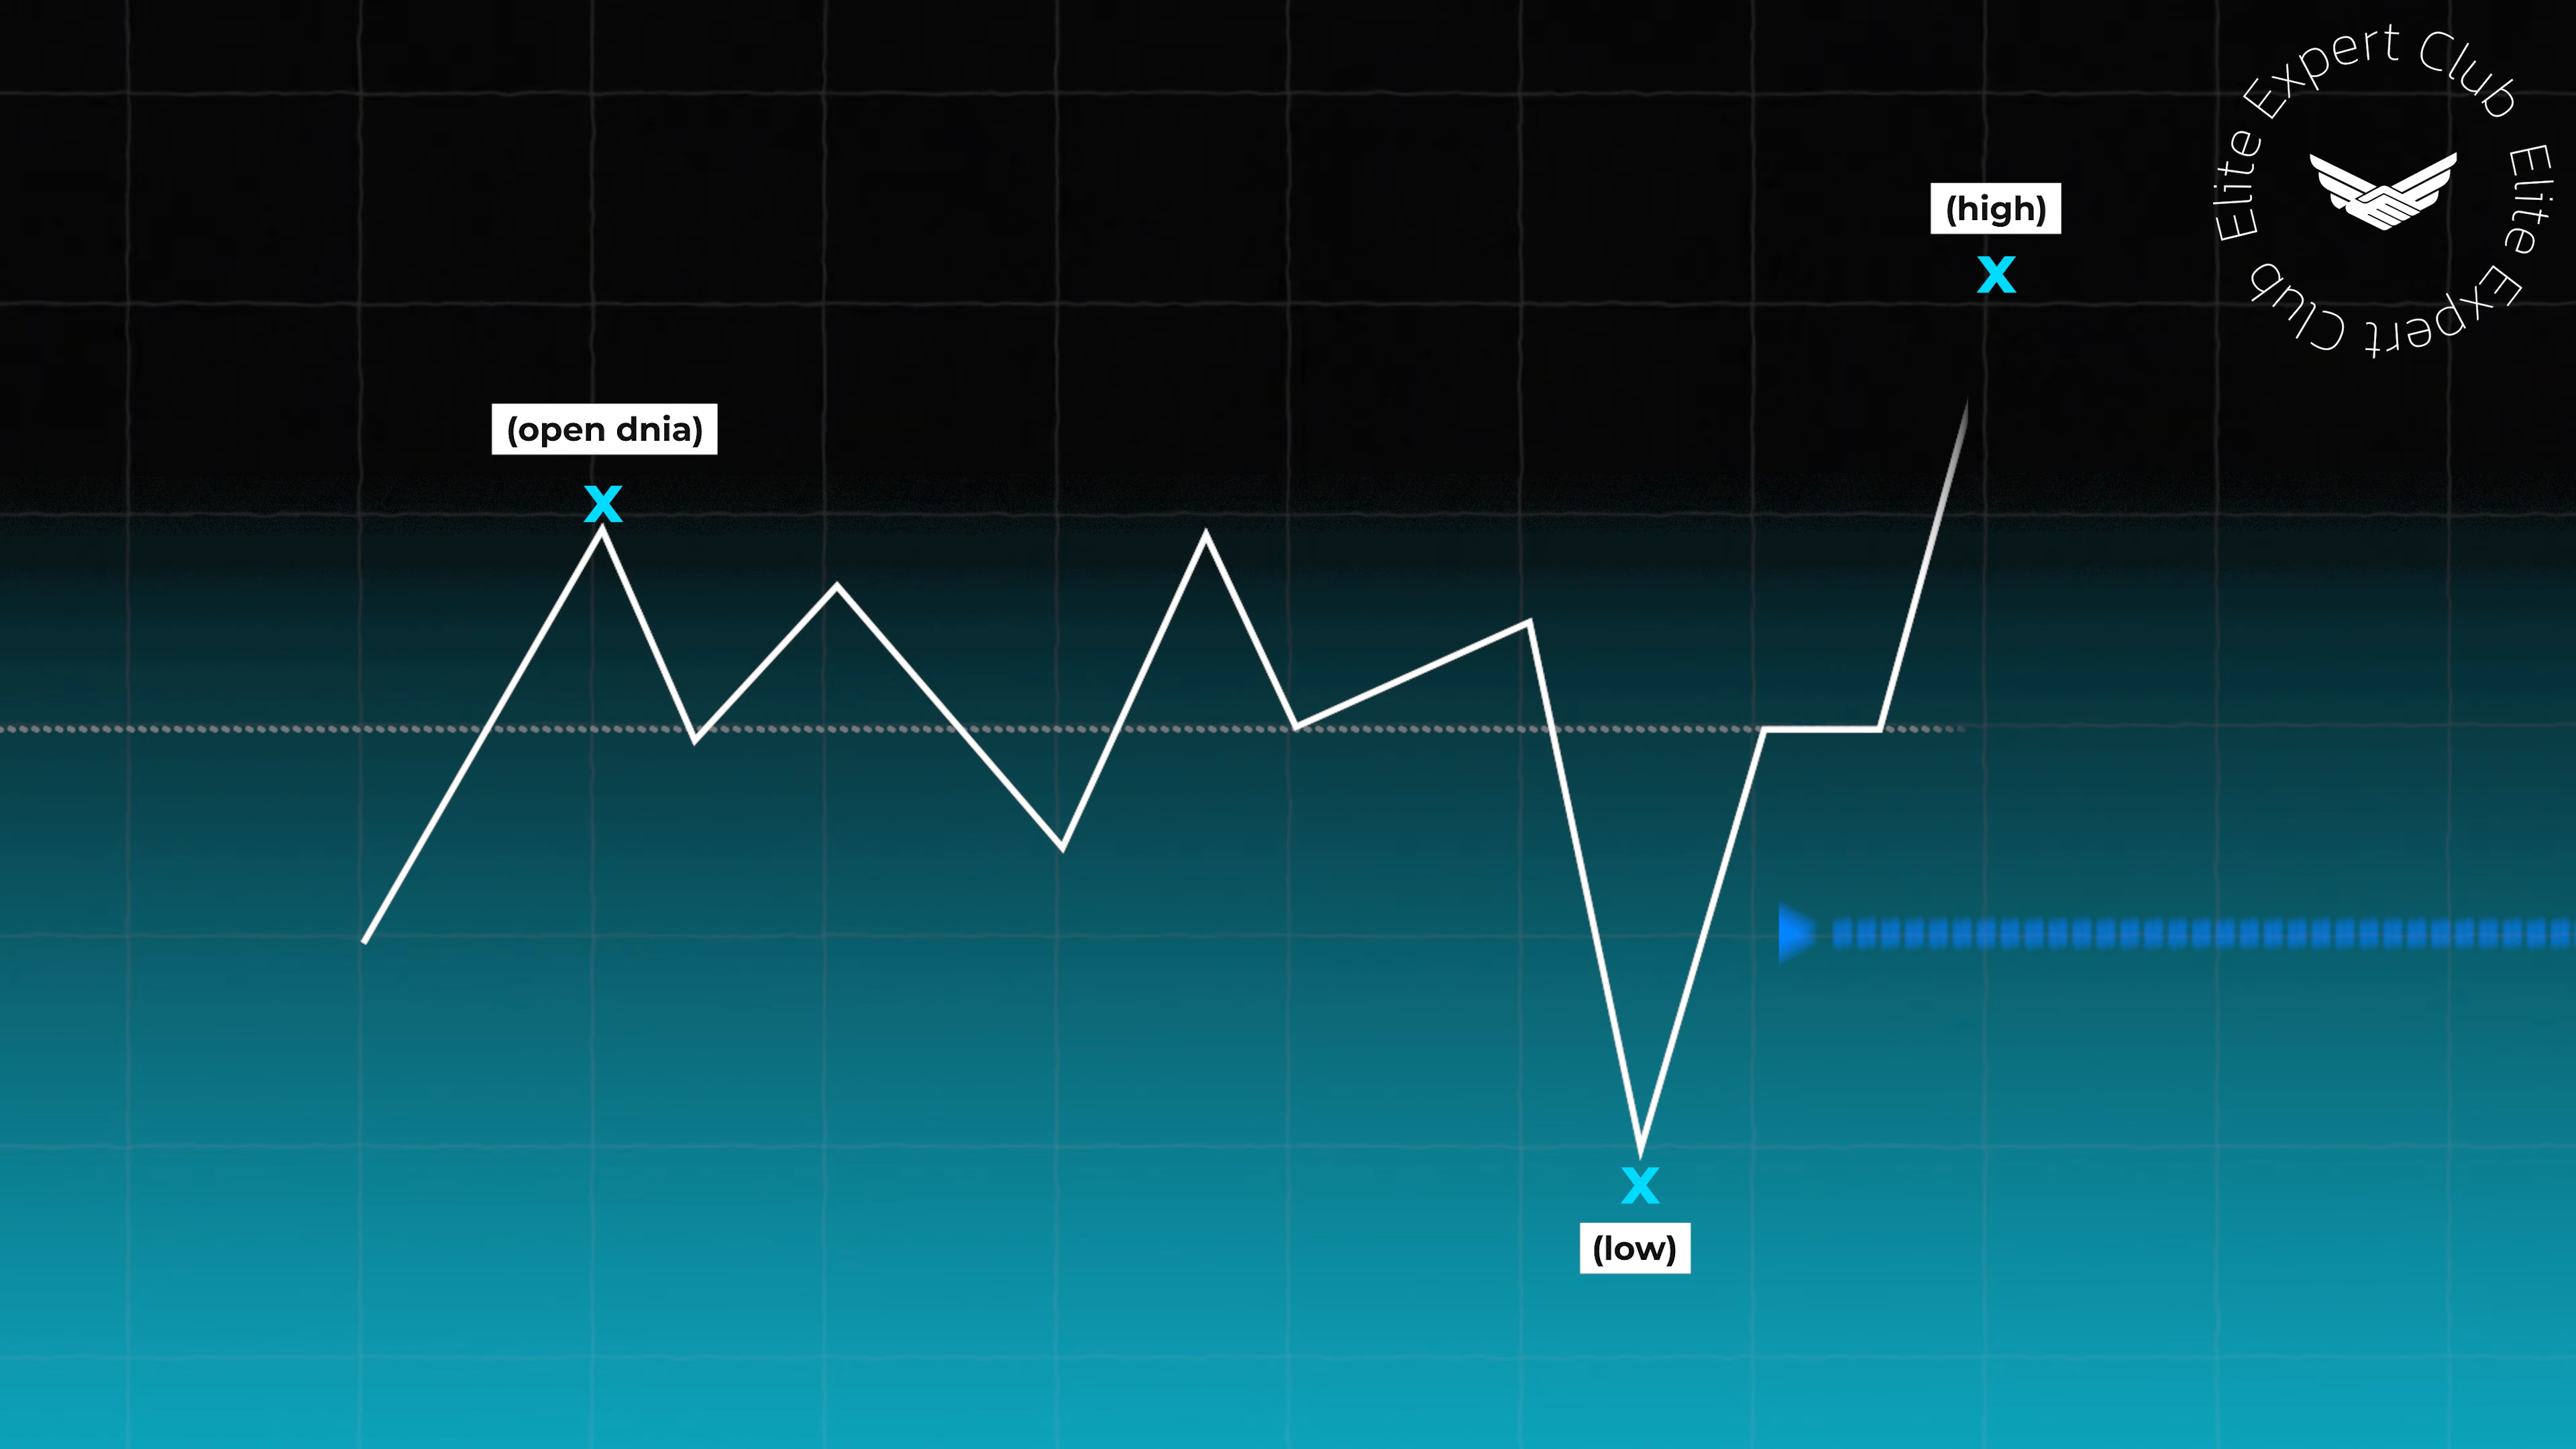 Elite Expert Club Elite Expert Club
(high)
X
(open dnia)
X
X
(low)